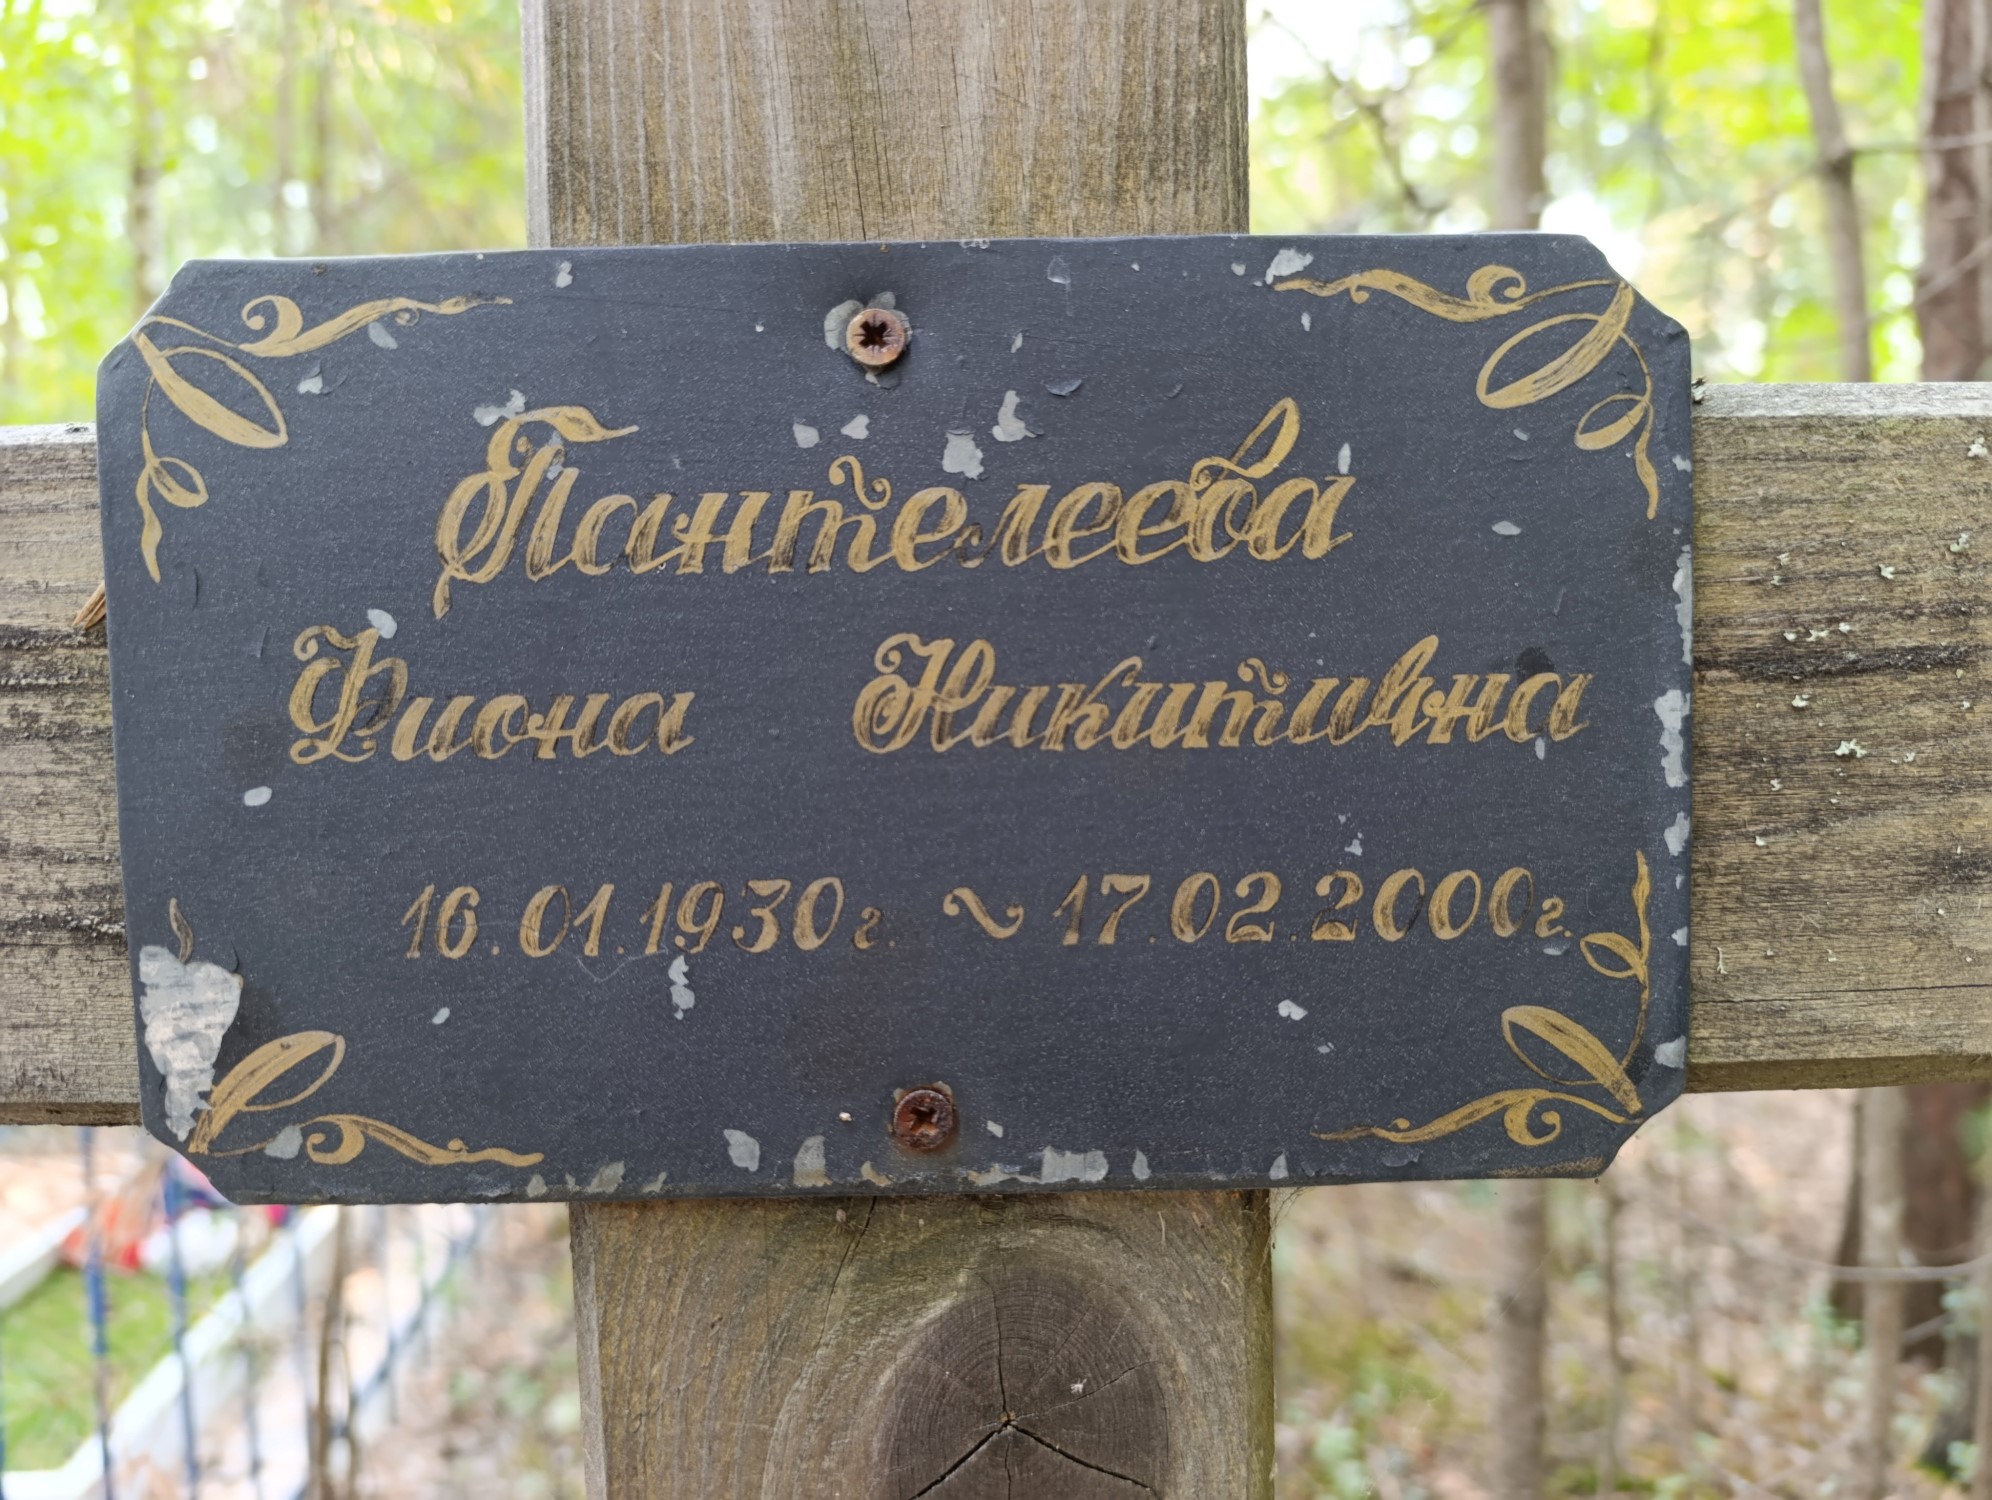 Пантелеева
Фиона Никитична
16.01.1930г. ~ 17.02.2000г.